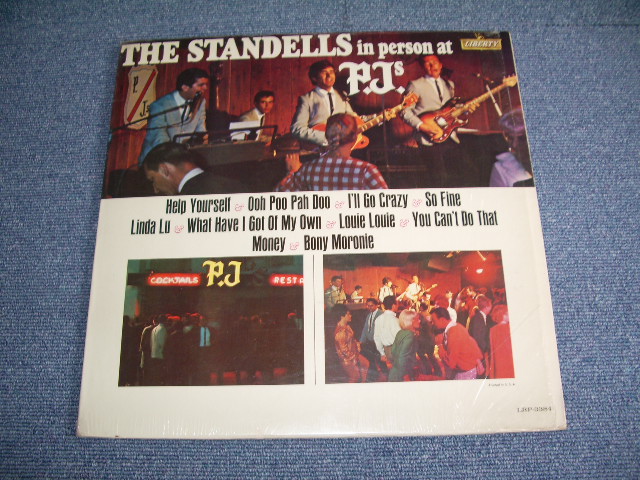 THE STANDELLS in person at
P.J.s
LIBERTY
P
J
Help Yourself & Ooh Poo Pah Doo & I'll Go Crazy & So Fine
Linda Lu & What Have I Got Of My Own & Louie Louie & You Can't Do That
Money & Bony Moronie
P.J
COCKTAILS
RESTA
LRP-3384